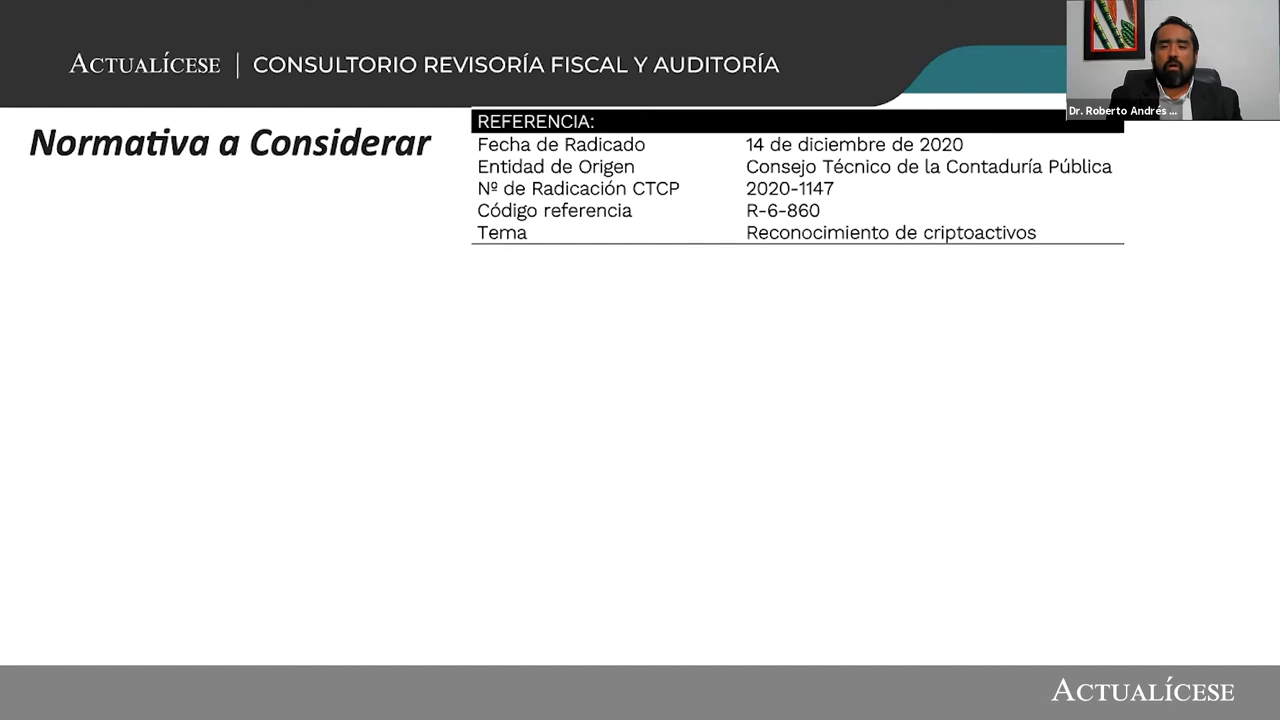 ACTUALÍCESE | CONSULTORIO REVISORÍA FISCAL Y AUDITORÍA
Dr. Roberto Andrés ...
Normativa a Considerar
REFERENCIA:
Fecha de Radicado 14 de diciembre de 2020
Entidad de Origen Consejo Técnico de la Contaduría Pública
Nº de Radicación CTCP 2020-1147
Código referencia R-6-860
Tema Reconocimiento de criptoactivos
ACTUALÍCESE